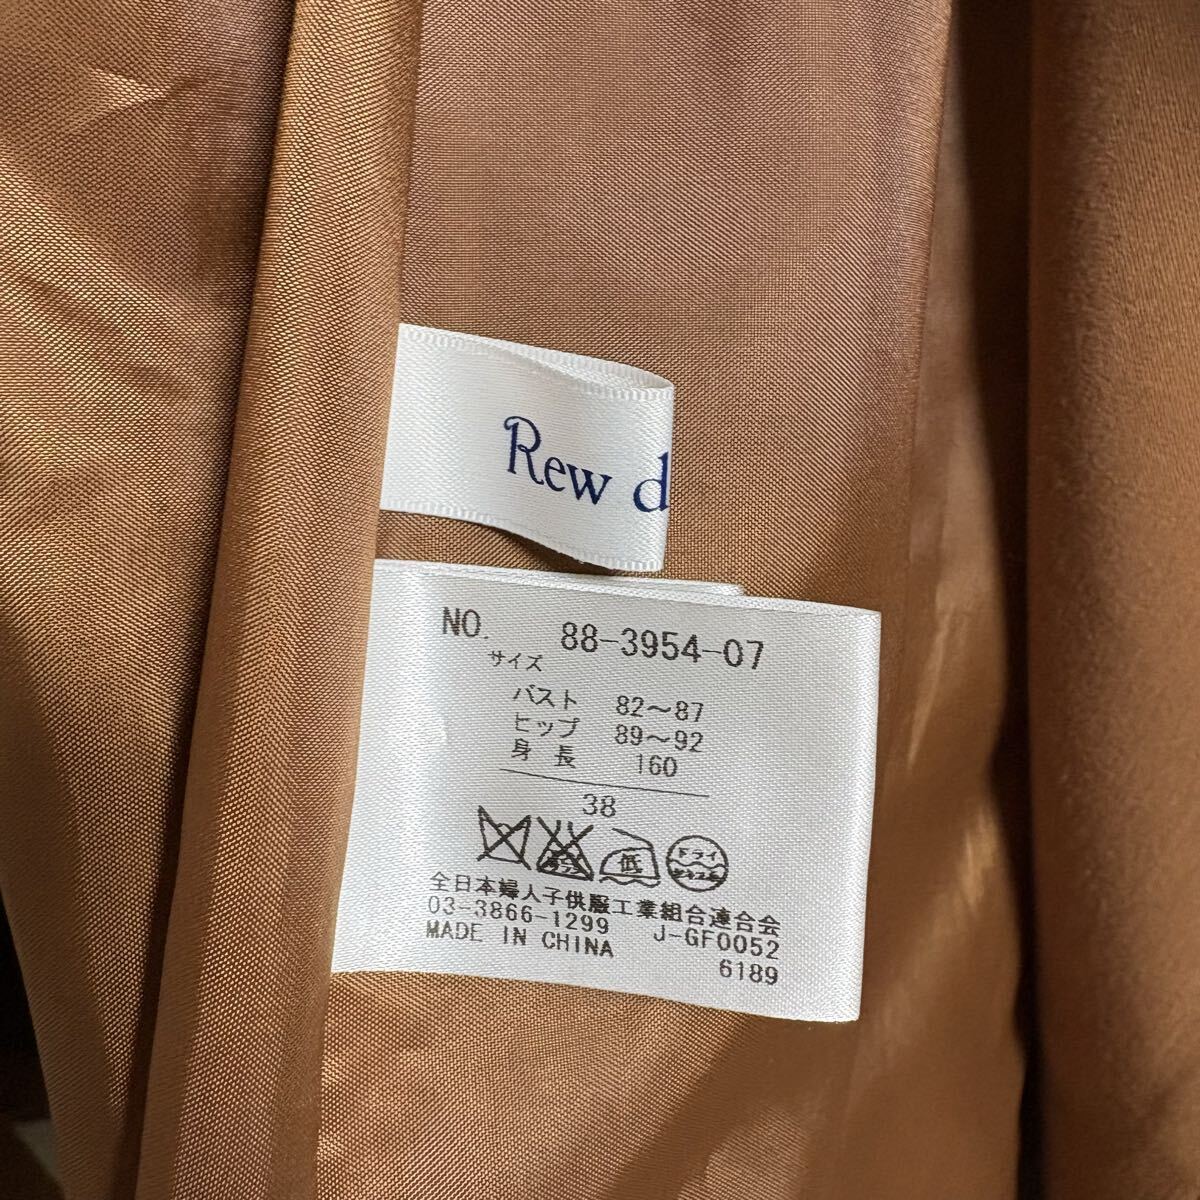 Rew d
NO. 88-3954-07
サイズ
バスト 82～87
ヒップ 89～92
身長 160
38
低 ドライ
全日本婦人子供服工業組合連合会
03-3866-1299 J-GF0052
MADE IN CHINA 6189